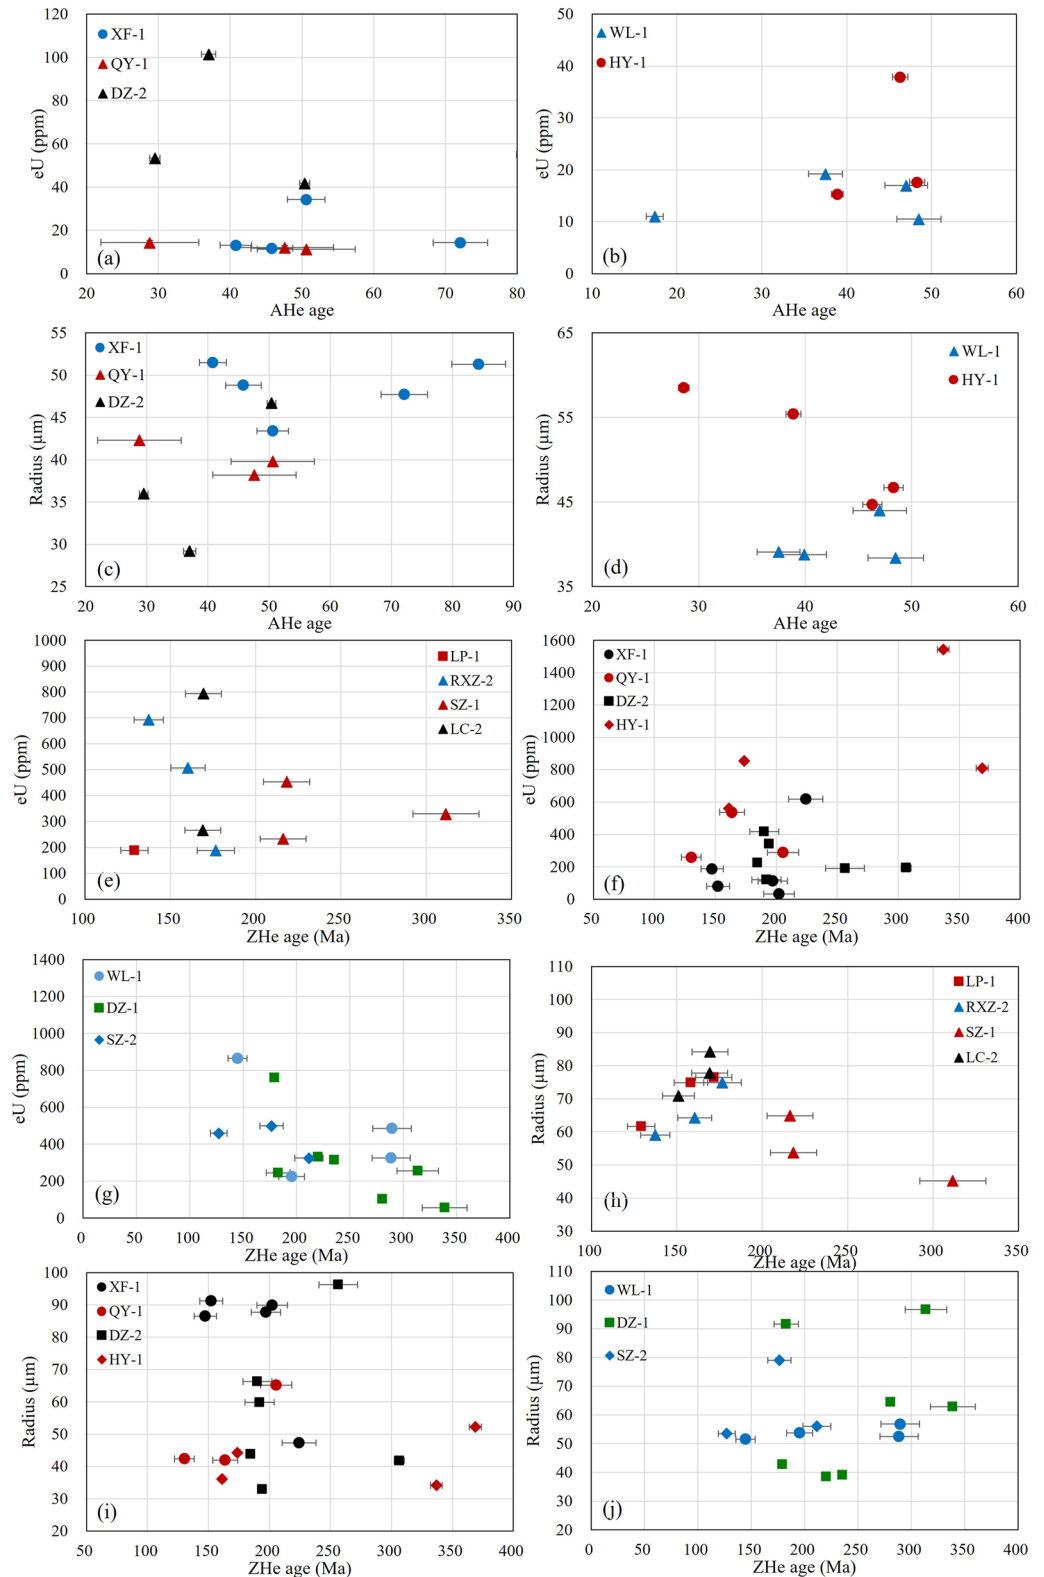 120
100
80
60
40
20
0
eU (ppm)
XF-1
QY-1
DZ-2
(a)
20 30 40 50 60 70 80
AHe age
50
40
30
20
10
0
eU (ppm)
WL-1
HY-1
(b)
10 20 30 40 50 60
AHe age
55
50
45
40
35
30
25
Radius (μm)
XF-1
QY-1
DZ-2
(c)
20 30 40 50 60 70 80 90
AHe age
65
55
45
35
Radius (μm)
WL-1
HY-1
(d)
20 30 40 50 60
AHe age
1000
900
800
700
600
500
400
300
200
100
0
eU (ppm)
LP-1
RXZ-2
SZ-1
LC-2
(e)
100 150 200 250 300 350
ZHe age (Ma)
1600
1400
1200
1000
800
600
400
200
0
eU (ppm)
XF-1
QY-1
DZ-2
HY-1
(f)
50 100 150 200 250 300 350 400
ZHe age (Ma)
1400
1200
1000
800
600
400
200
0
eU (ppm)
WL-1
DZ-1
SZ-2
(g)
0 50 100 150 200 250 300 350 400
ZHe age (Ma)
110
100
90
80
70
60
50
40
30
Radius (μm)
LP-1
RXZ-2
SZ-1
LC-2
(h)
100 150 200 250 300 350
ZHe age (Ma)
100
90
80
70
60
50
40
30
20
Radius (μm)
XF-1
QY-1
DZ-2
HY-1
(i)
50 100 150 200 250 300 350 400
ZHe age (Ma)
110
100
90
80
70
60
50
40
30
20
Radius (μm)
WL-1
DZ-1
SZ-2
(j)
0 50 100 150 200 250 300 350 400
ZHe age (Ma)